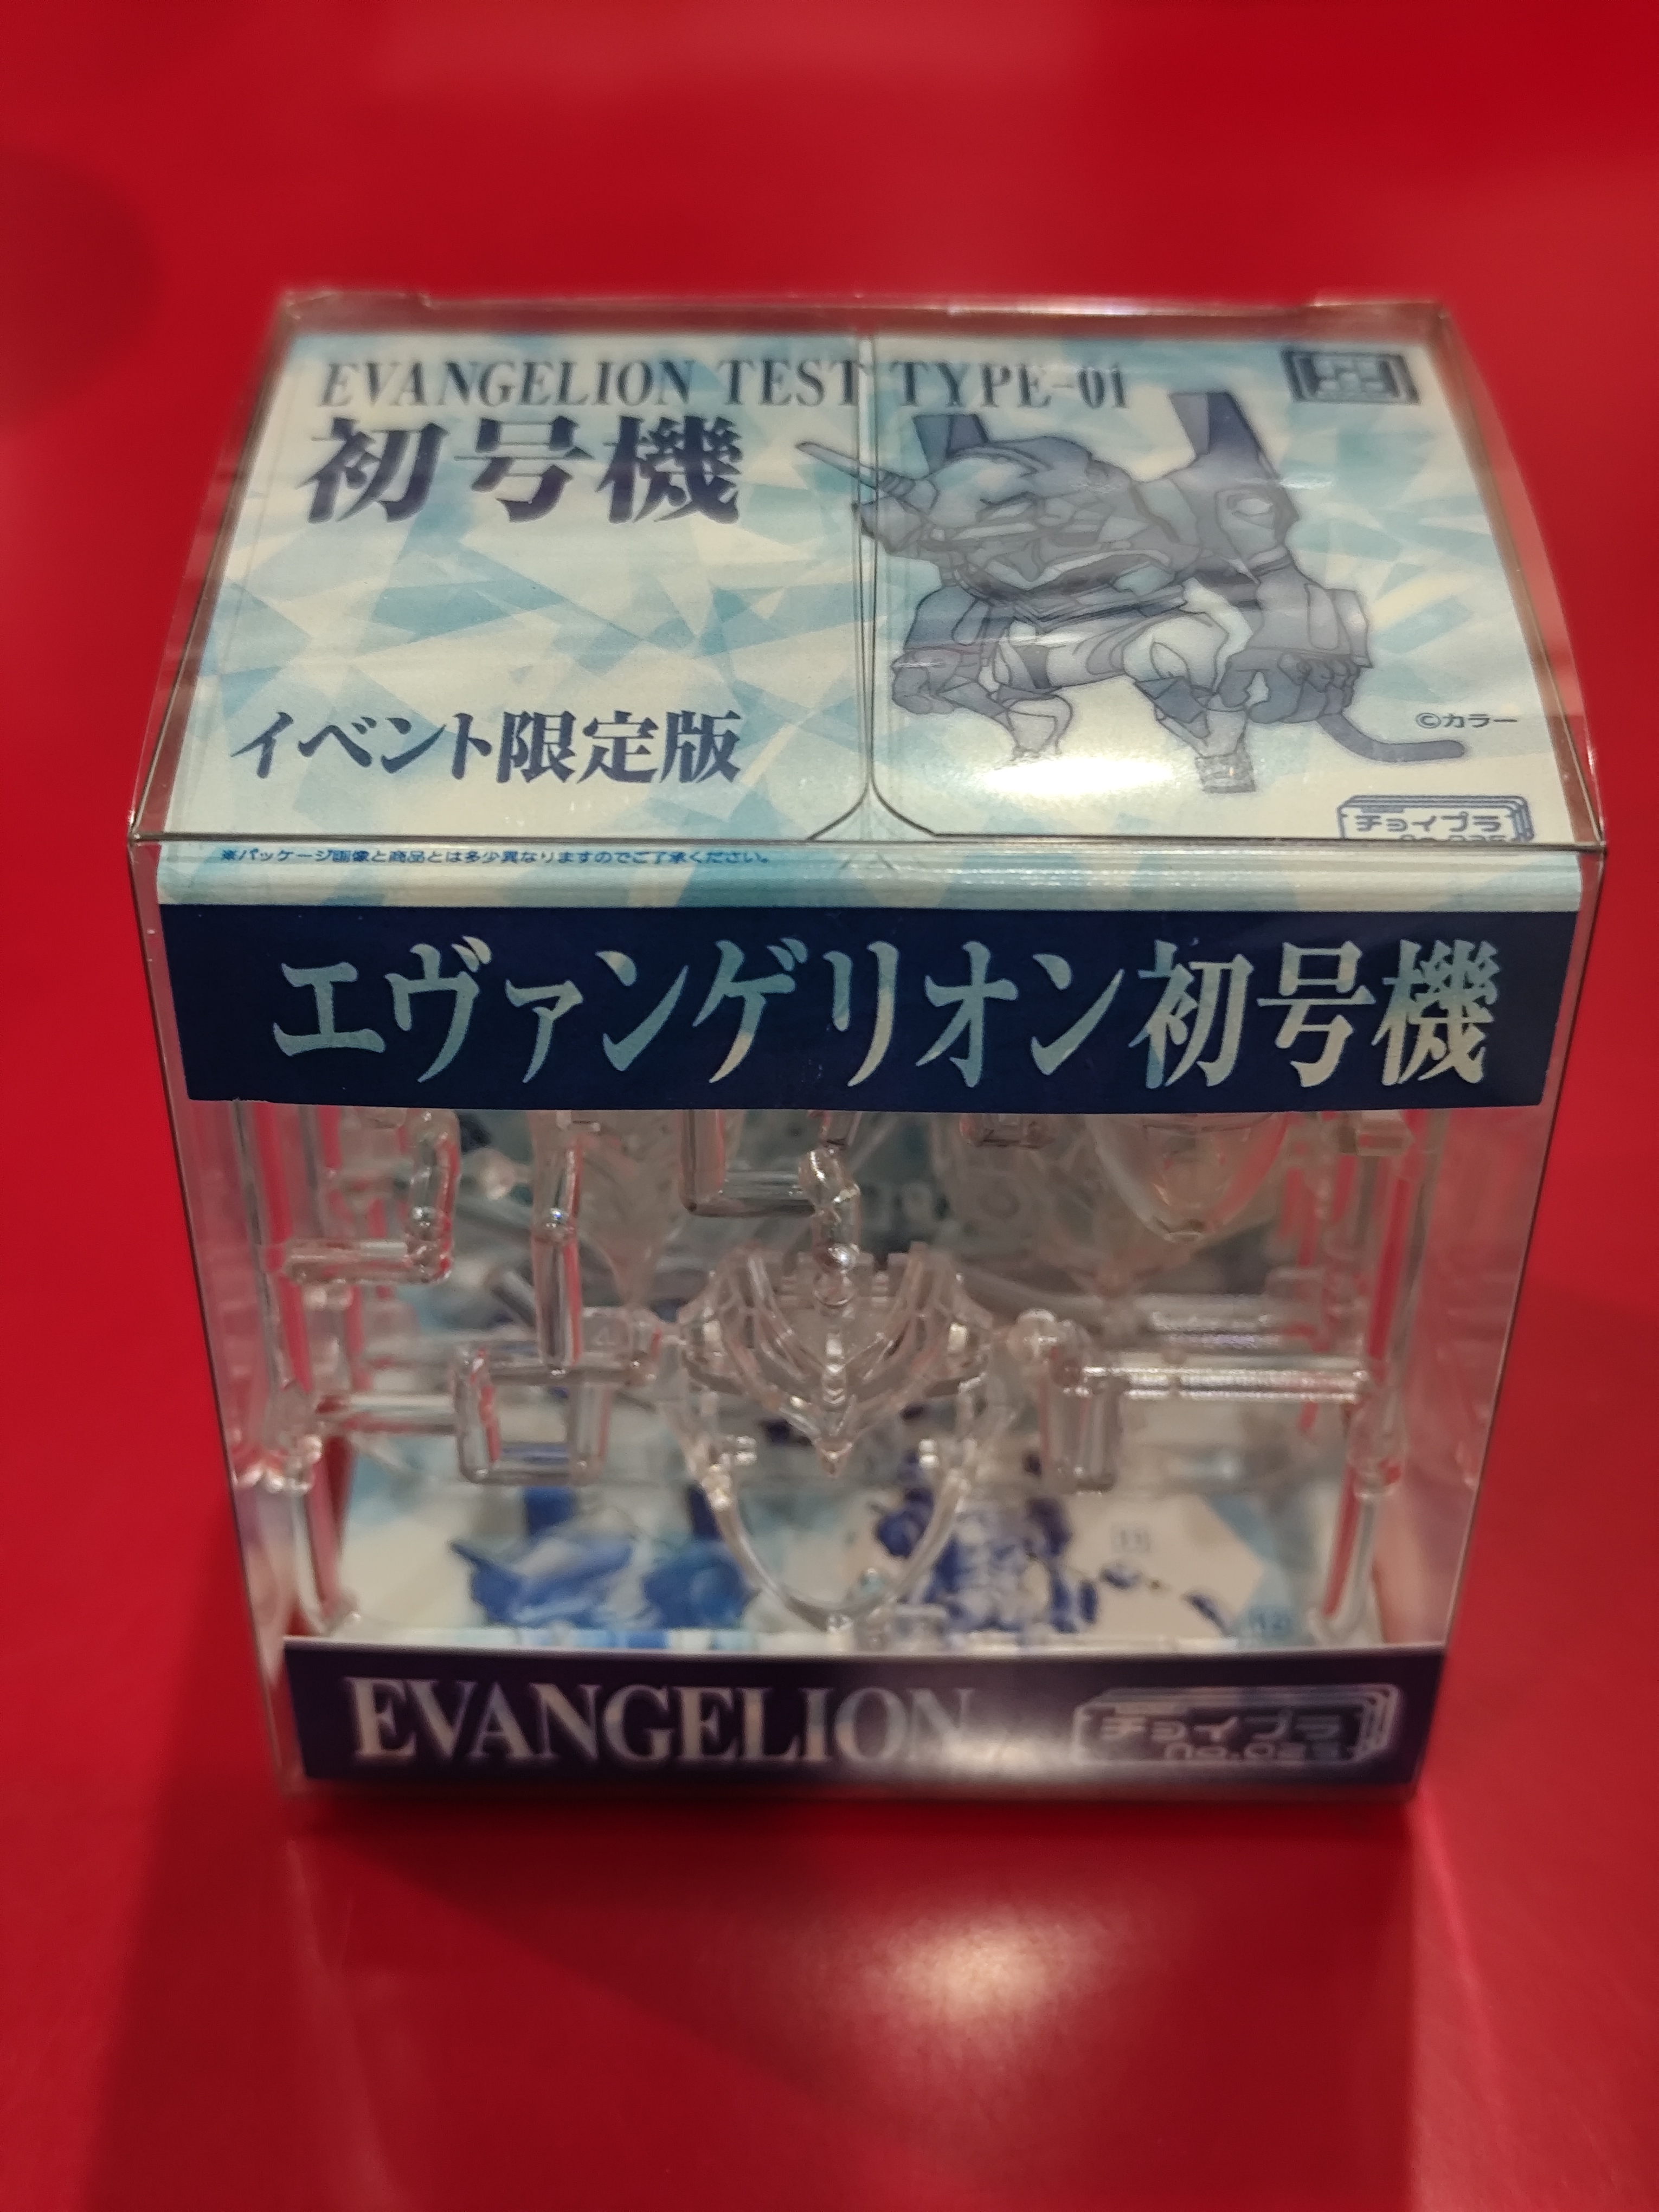 EVANGELION TEST TYPE-01
初号機
イベント限定版
©カラー
チョイプラ
※パッケージ画像と商品とは多少異なりますのでご了承ください。
エヴァンゲリオン初号機
EVANGELION
チョイプラ